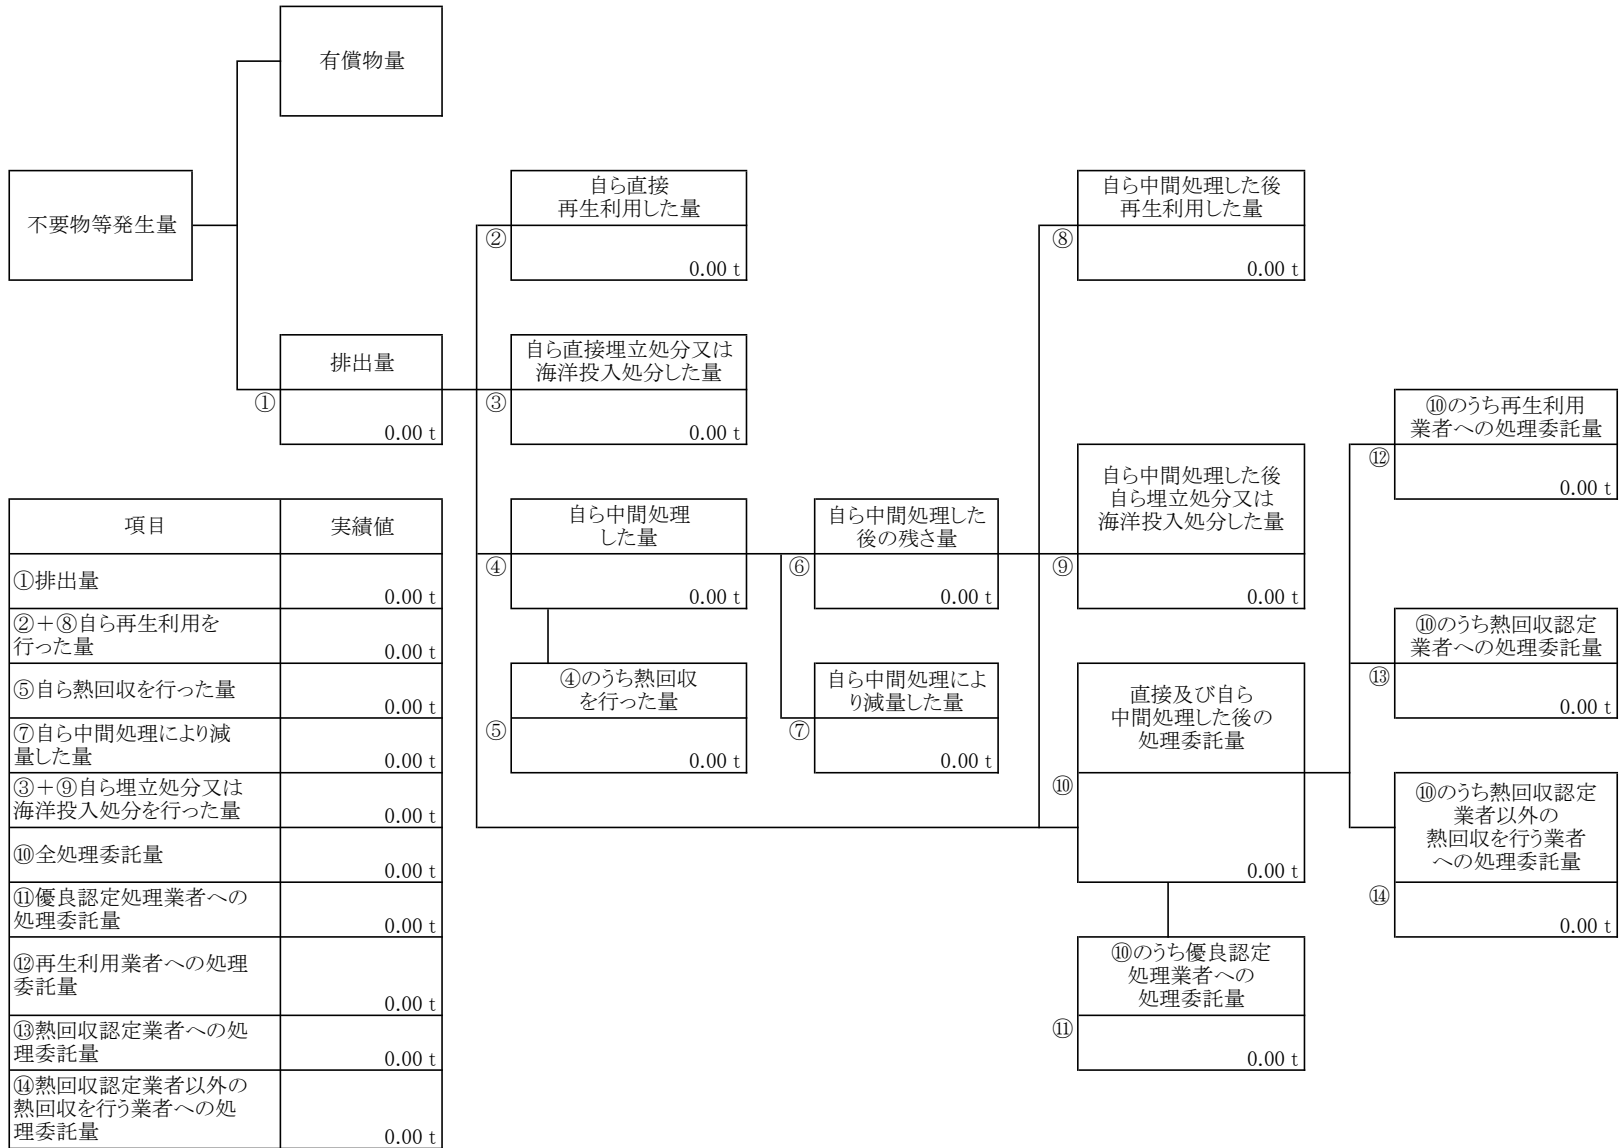 有償物量
不要物等発生量
自ら直接
再生利用した量
②
0.00 t
自ら中間処理した後
再生利用した量
⑧
0.00 t
排出量
①
0.00 t
自ら直接埋立処分又は
海洋投入処分した量
③
0.00 t
⑩のうち再生利用
業者への処理委託量
⑫
0.00 t
自ら中間処理
した量
④
0.00 t
自ら中間処理した
後の残さ量
⑥
0.00 t
自ら中間処理した後
自ら埋立処分又は
海洋投入処分した量
⑨
0.00 t
⑩のうち熱回収認定
業者への処理委託量
⑬
0.00 t
④のうち熱回収
を行った量
⑤
0.00 t
自ら中間処理によ
り減量した量
⑦
0.00 t
直接及び自ら
中間処理した後の
処理委託量
⑩
0.00 t
⑩のうち熱回収認定
業者以外の
熱回収を行う業者
への処理委託量
⑭
0.00 t
⑩のうち優良認定
処理業者への
処理委託量
⑪
0.00 t
項目 実績値
①排出量
0.00 t
②＋⑧自ら再生利用を
行った量
0.00 t
⑤自ら熱回収を行った量
0.00 t
⑦自ら中間処理により減
量した量
0.00 t
③＋⑨自ら埋立処分又は
海洋投入処分を行った量
0.00 t
⑩全処理委託量
0.00 t
⑪優良認定処理業者への
処理委託量
0.00 t
⑫再生利用業者への処理
委託量
0.00 t
⑬熱回収認定業者への処
理委託量
0.00 t
⑭熱回収認定業者以外の
熱回収を行う業者への処
理委託量
0.00 t